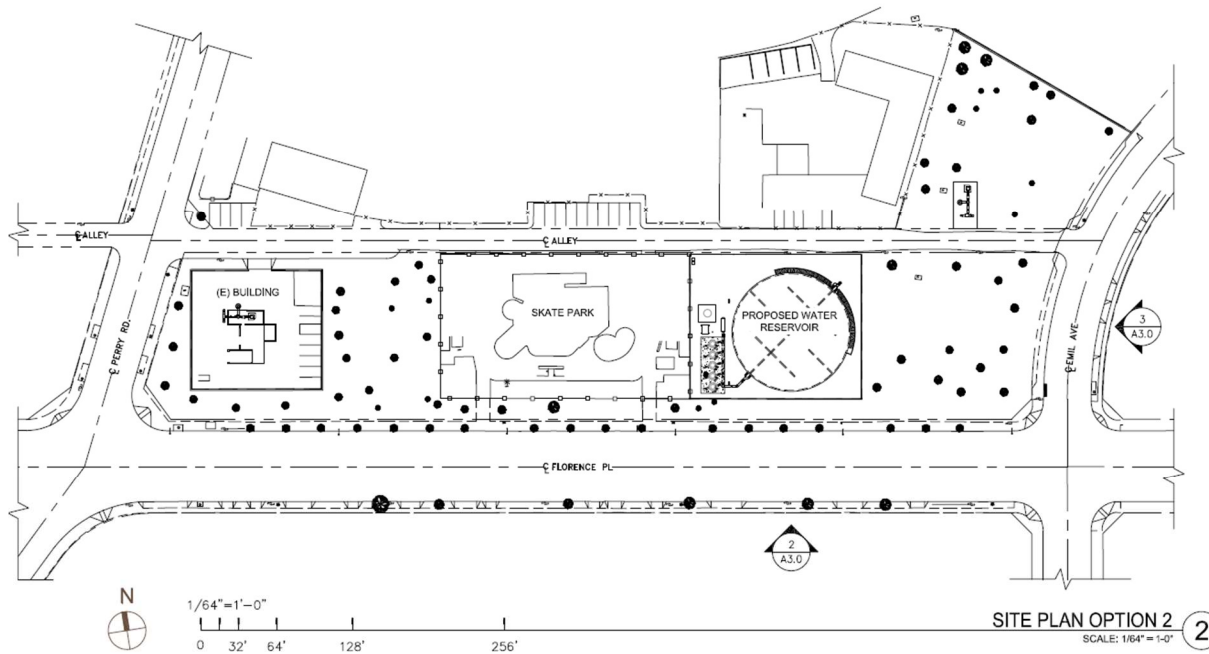 ℄ ALLEY
℄ ALLEY
(E) BUILDING
SKATE PARK
PROPOSED WATER
RESERVOIR
℄ PERRY RD.
℄ EMIL AVE
3
A3.0
℄ FLORENCE PL
2
A3.0
N
1/64"=1'-0"
0 32' 64' 128' 256'
SITE PLAN OPTION 2
SCALE: 1/64" = 1-0"
2